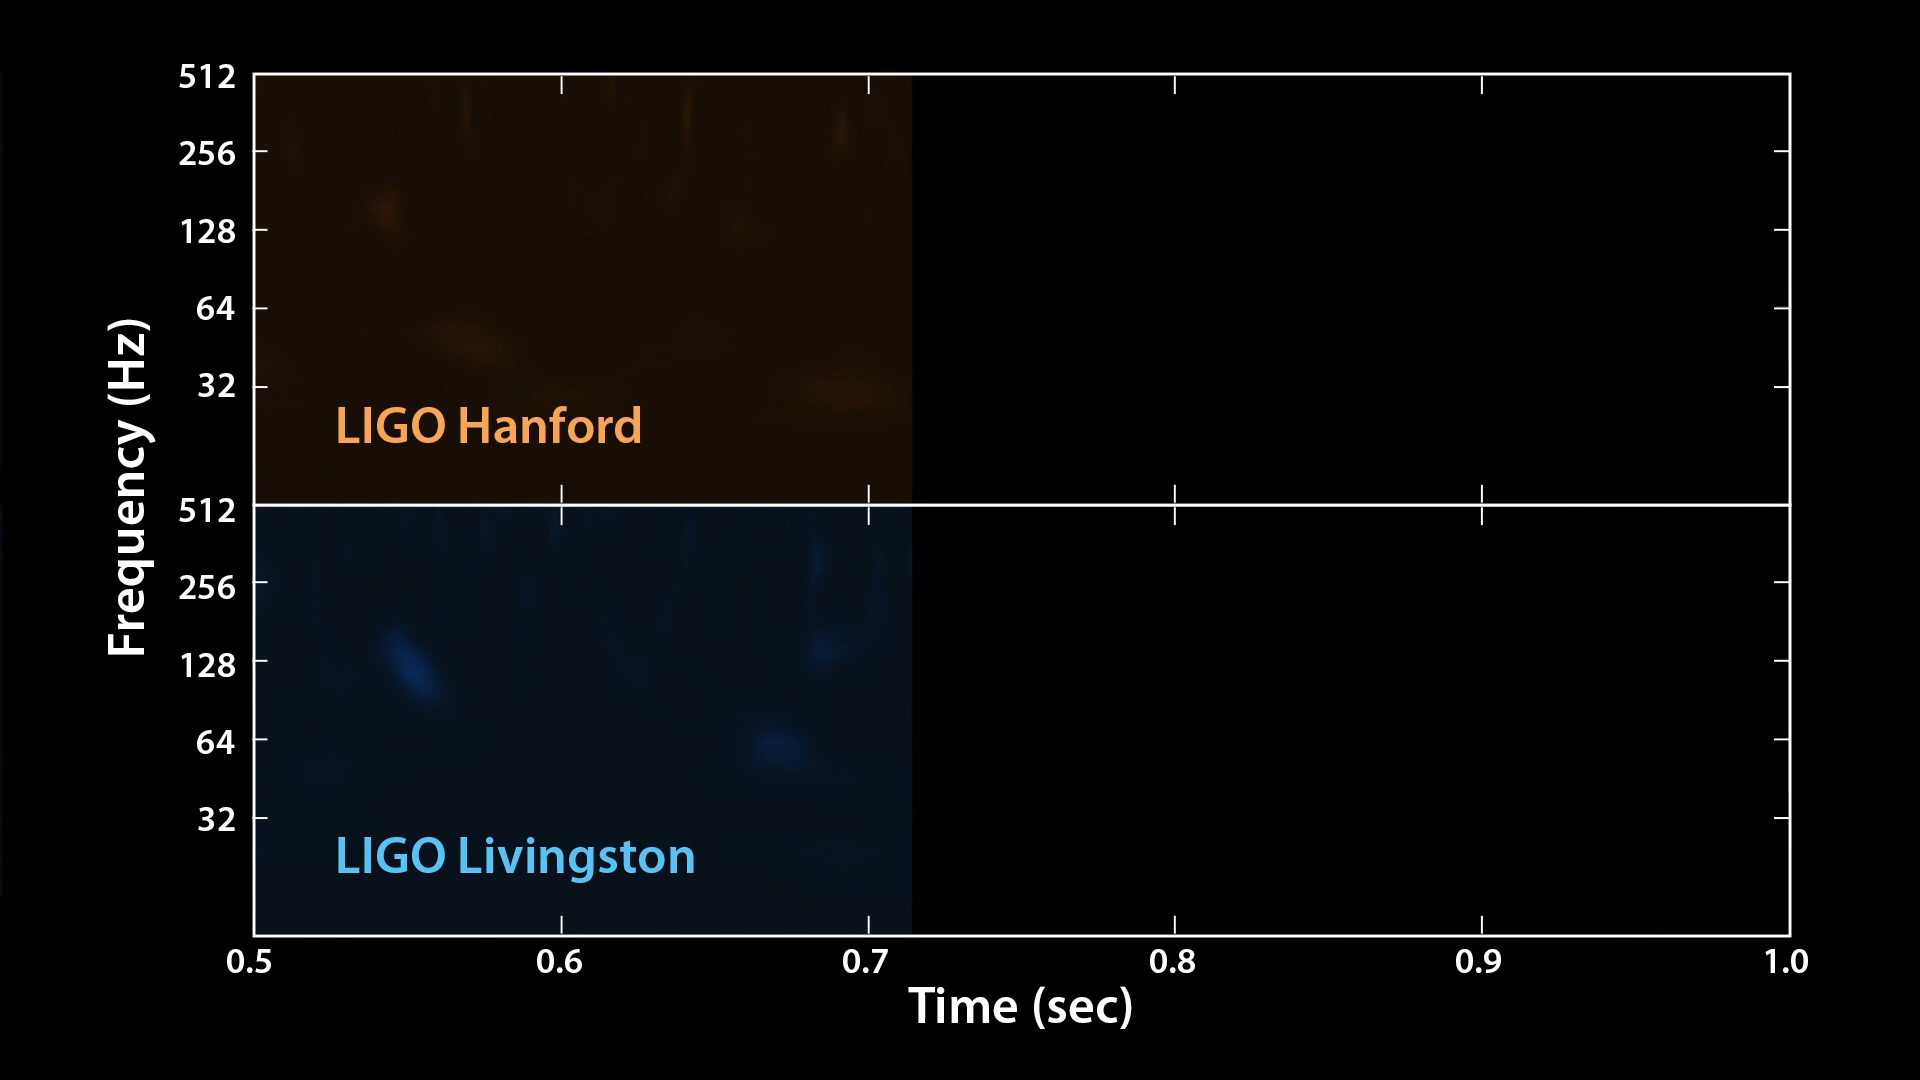 512
256
128
64
32
LIGO Hanford
Frequency (Hz)
512
256
128
64
32
LIGO Livingston
0.5 0.6 0.7 0.8 0.9 1.0
Time (sec)